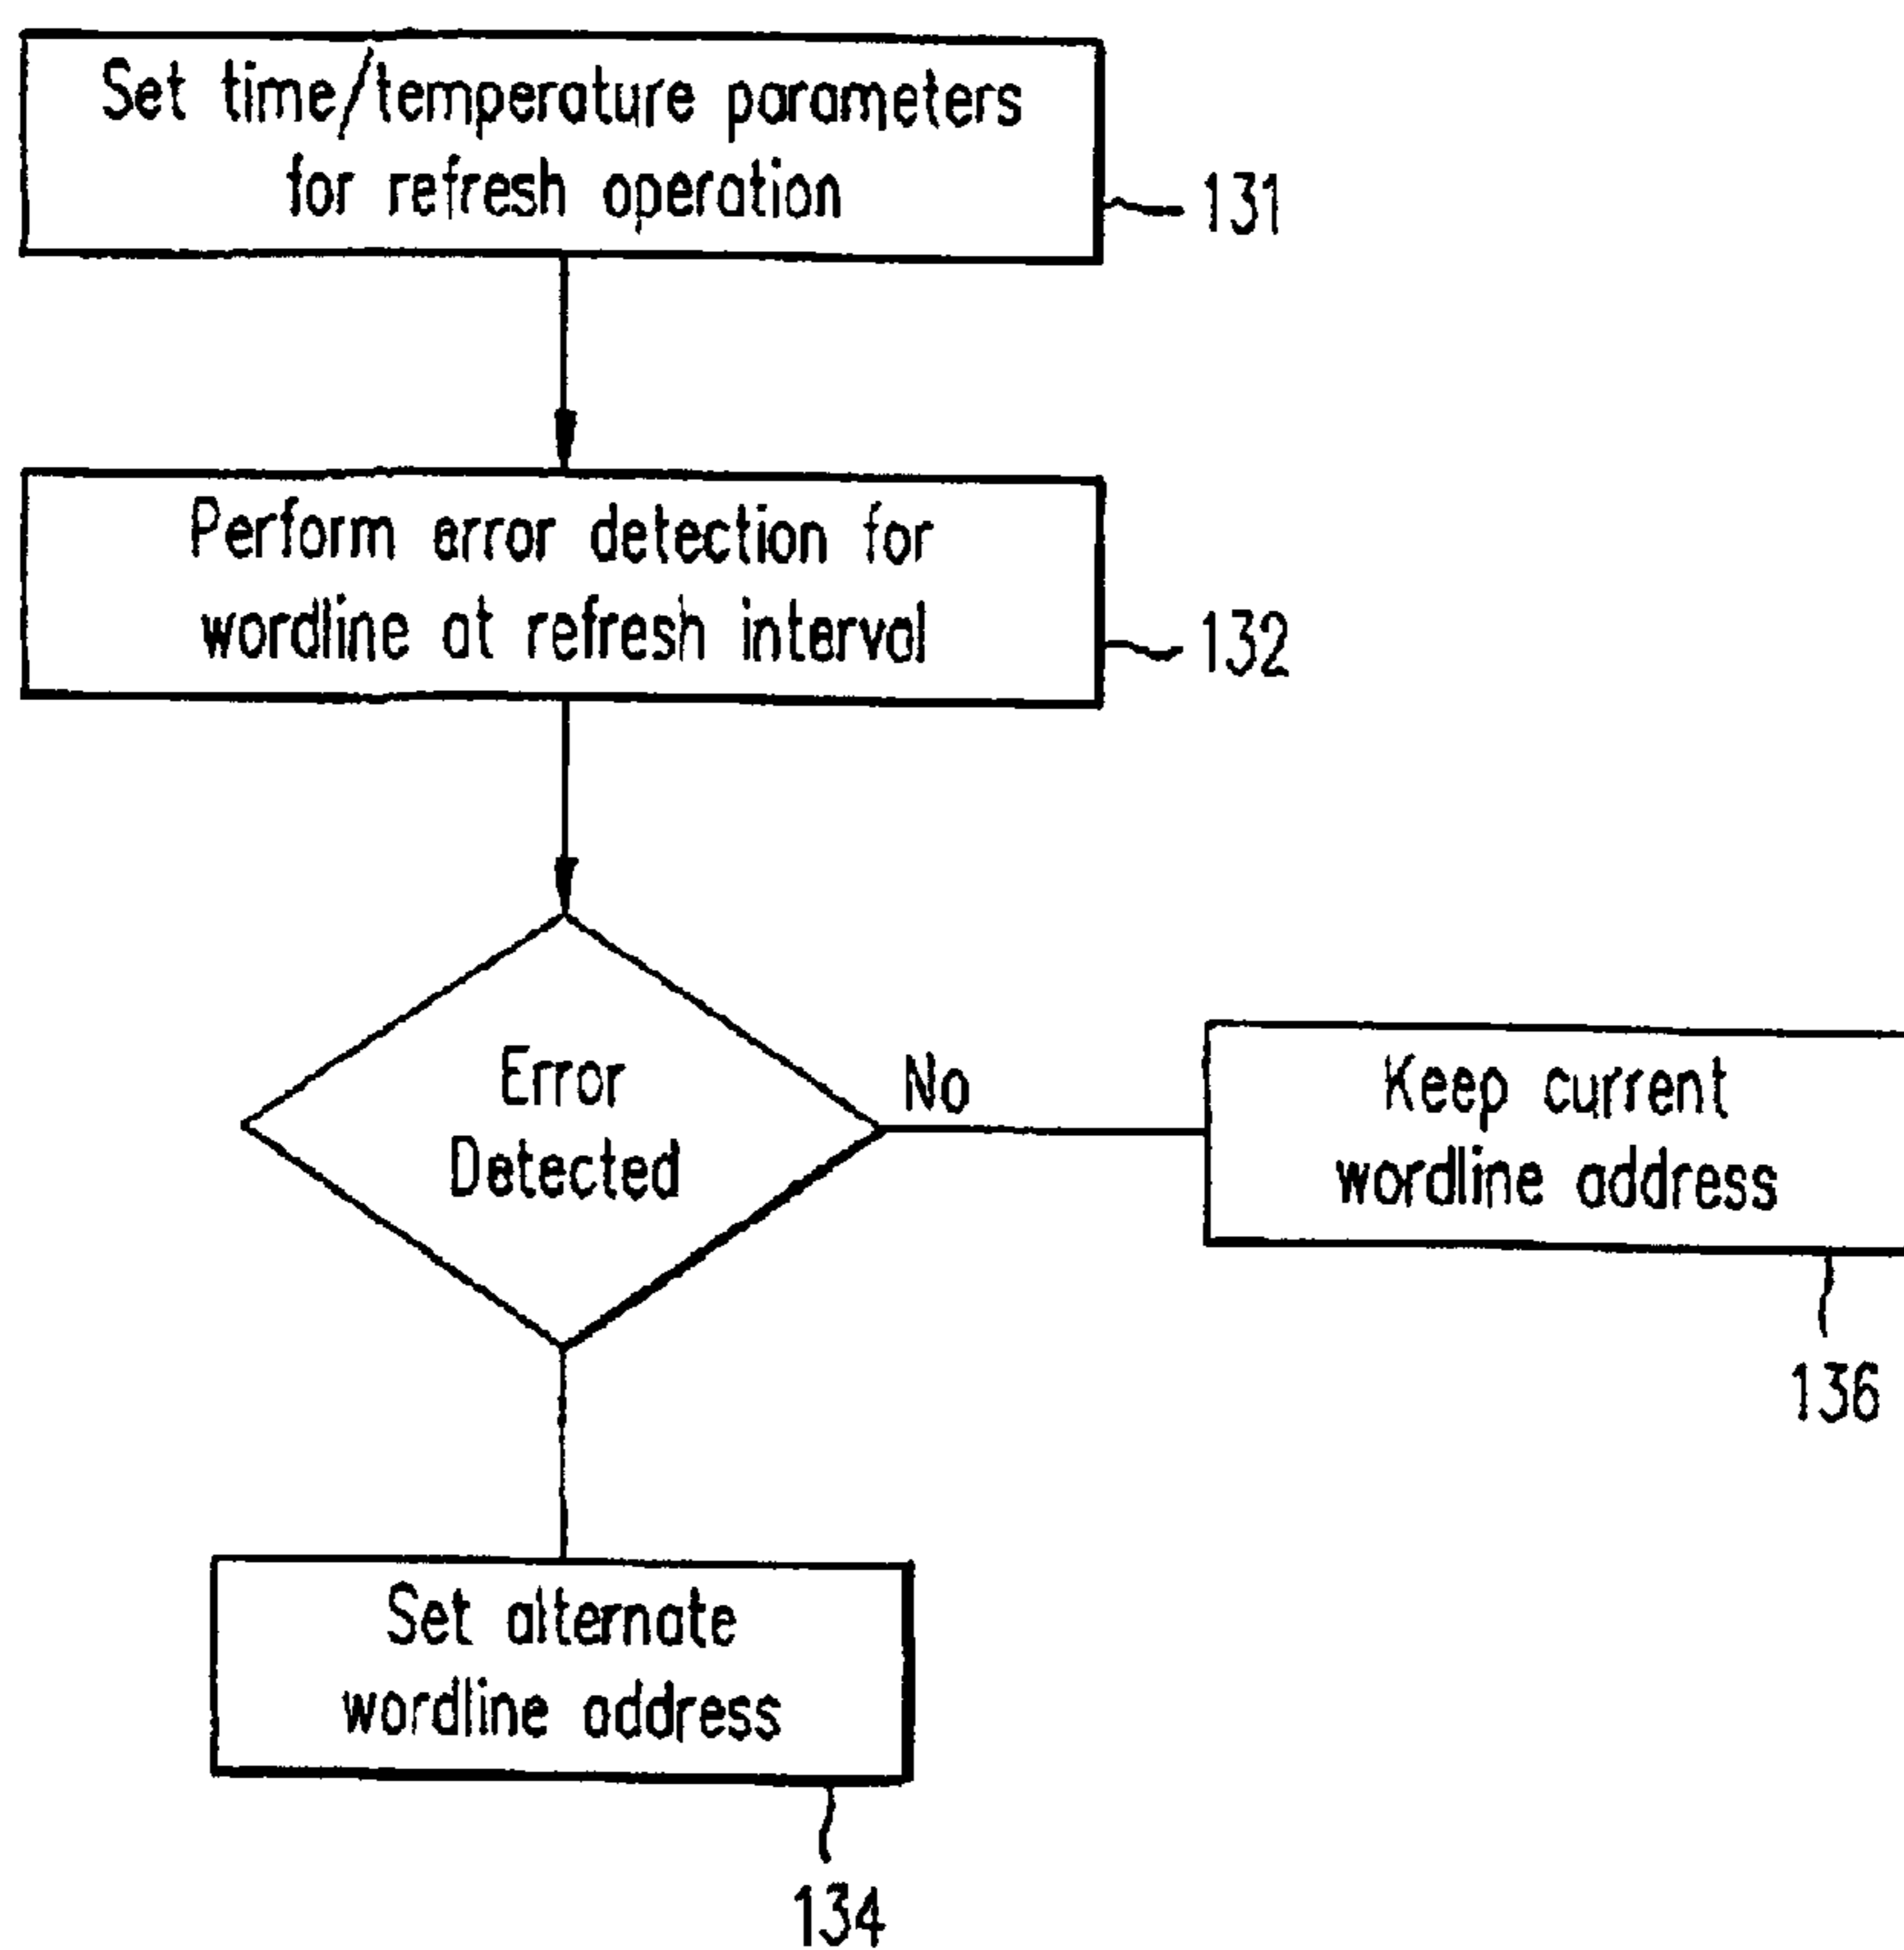 Set time/temperature parameters
for refresh operation
131
Perform error detection for
wordline at refresh interval
132
Error
Detected
No
Keep current
wordline address
136
Set alternate
wordline address
134